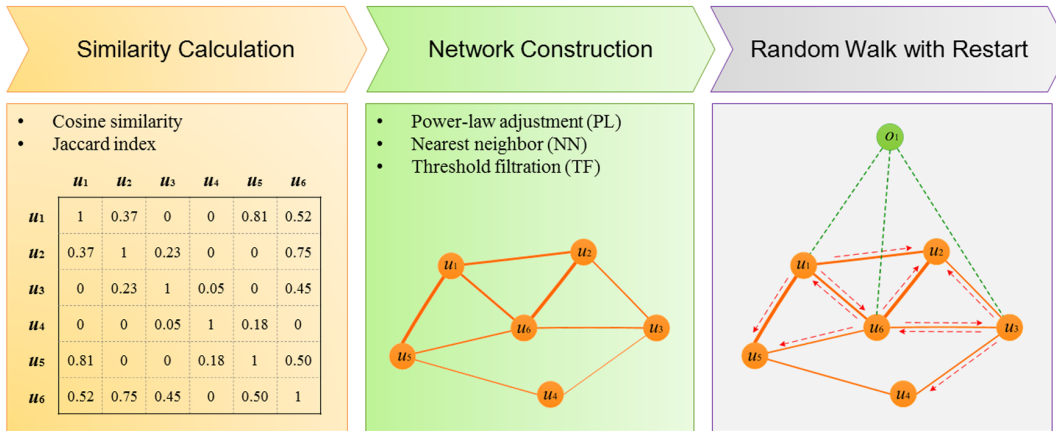 Similarity Calculation
Network Construction
Random Walk with Restart
• Cosine similarity
• Jaccard index
u1 u2 u3 u4 u5 u6
u1 1 0.37 0 0 0.81 0.52
u2 0.37 1 0.23 0 0 0.75
u3 0 0.23 1 0.05 0 0.45
u4 0 0 0.05 1 0.18 0
u5 0.81 0 0 0.18 1 0.50
u6 0.52 0.75 0.45 0 0.50 1
• Power-law adjustment (PL)
• Nearest neighbor (NN)
• Threshold filtration (TF)
u2
u1
u6
u3
u5
u4
o1
u2
u1
u6
u3
u5
u4